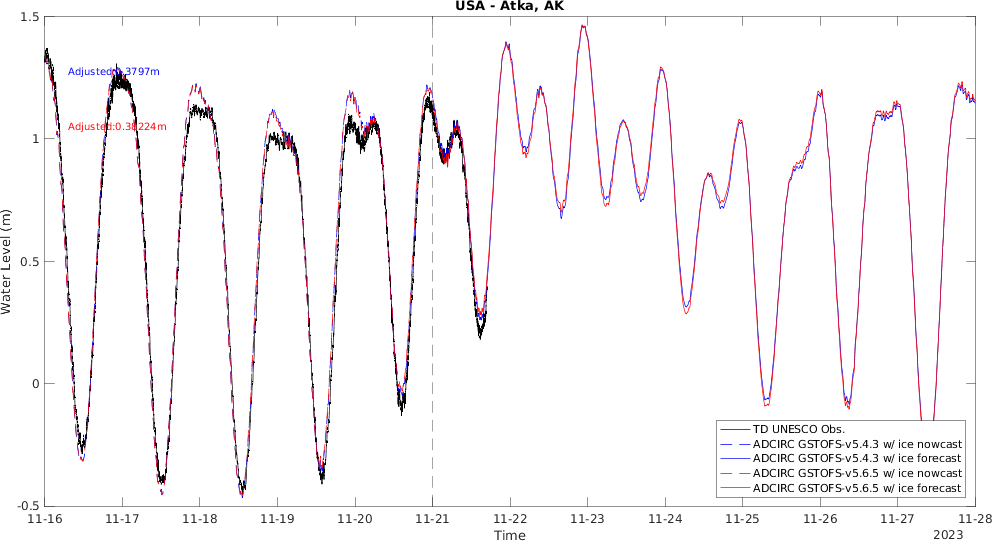 USA - Atka, AK
1.5
Adjusted:0.3797m
Adjusted:0.38224m
1
0.5
0
-0.5
Water Level (m)
TD UNESCO Obs.
ADCIRC GSTOFS-v5.4.3 w/ ice nowcast
ADCIRC GSTOFS-v5.4.3 w/ ice forecast
ADCIRC GSTOFS-v5.6.5 w/ ice nowcast
ADCIRC GSTOFS-v5.6.5 w/ ice forecast
11-16 11-17 11-18 11-19 11-20 11-21 11-22 11-23 11-24 11-25 11-26 11-27 11-28
Time
2023